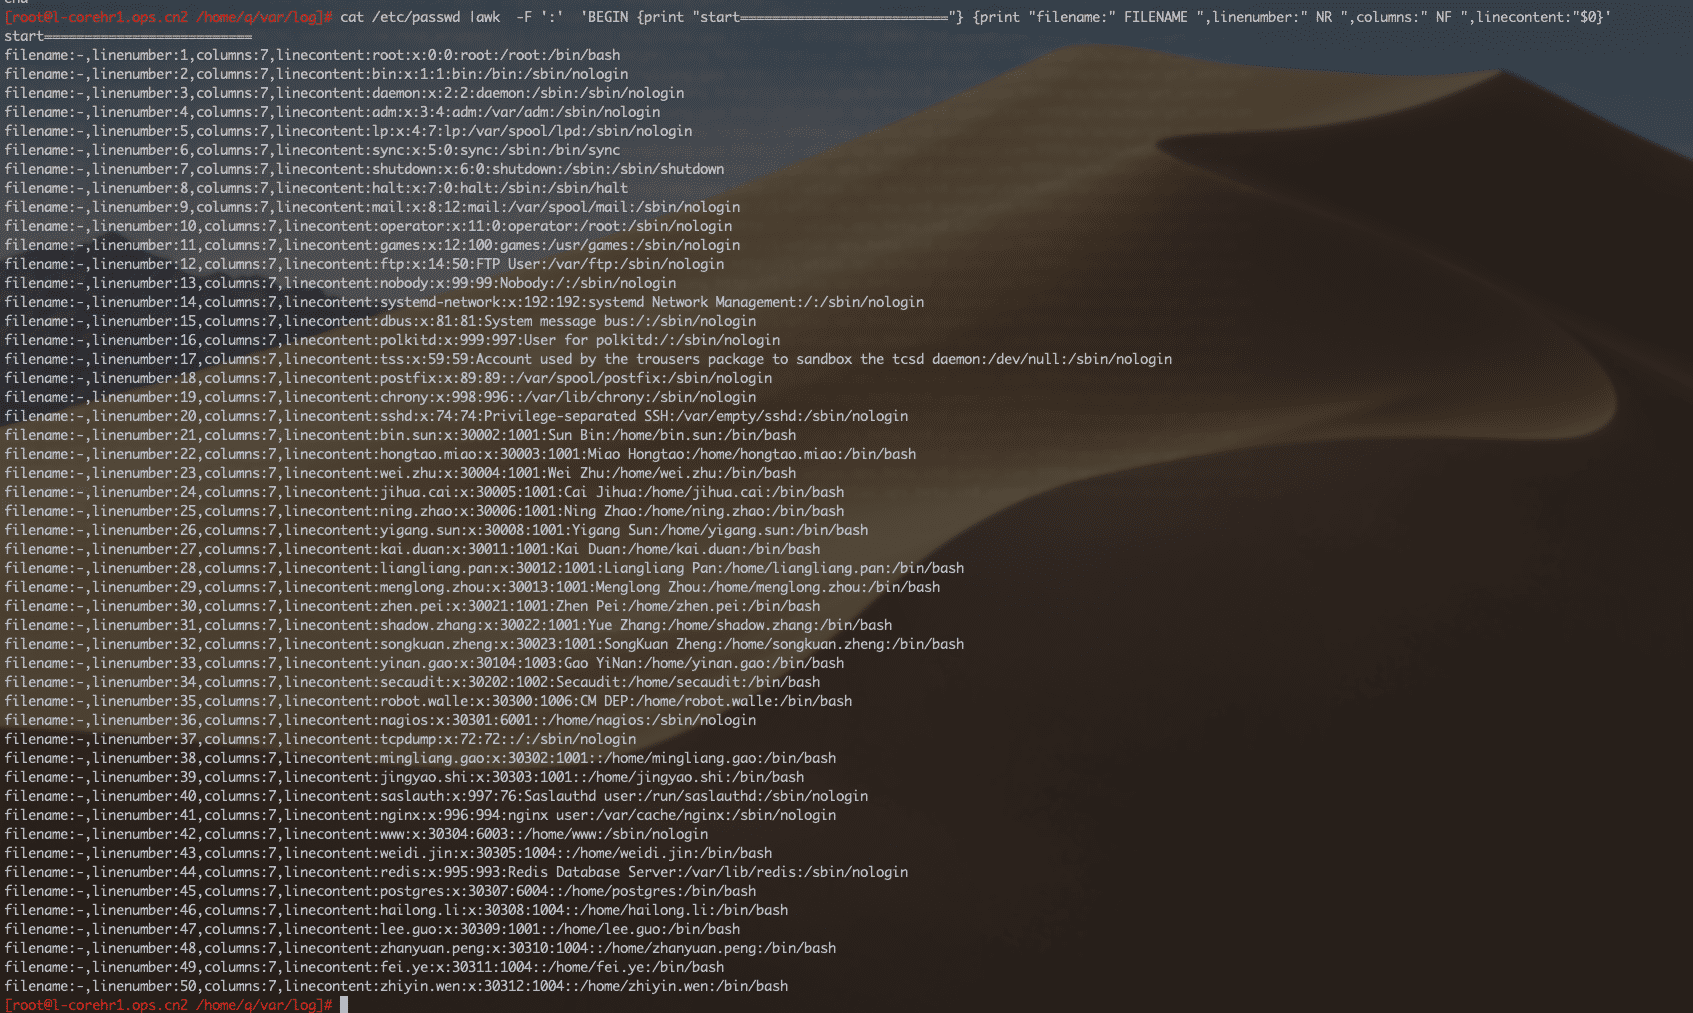 end
[root@l-corehr1.ops.cn2 /home/q/var/log]# cat /etc/passwd |awk  -F ':'  'BEGIN {print "start=========================="} {print "filename:" FILENAME ",linenumber:" NR ",columns:" NF ",linecontent:"$0}'
start==========================
filename:-,linenumber:1,columns:7,linecontent:root:x:0:0:root:/root:/bin/bash
filename:-,linenumber:2,columns:7,linecontent:bin:x:1:1:bin:/bin:/sbin/nologin
filename:-,linenumber:3,columns:7,linecontent:daemon:x:2:2:daemon:/sbin:/sbin/nologin
filename:-,linenumber:4,columns:7,linecontent:adm:x:3:4:adm:/var/adm:/sbin/nologin
filename:-,linenumber:5,columns:7,linecontent:lp:x:4:7:lp:/var/spool/lpd:/sbin/nologin
filename:-,linenumber:6,columns:7,linecontent:sync:x:5:0:sync:/sbin:/bin/sync
filename:-,linenumber:7,columns:7,linecontent:shutdown:x:6:0:shutdown:/sbin:/sbin/shutdown
filename:-,linenumber:8,columns:7,linecontent:halt:x:7:0:halt:/sbin:/sbin/halt
filename:-,linenumber:9,columns:7,linecontent:mail:x:8:12:mail:/var/spool/mail:/sbin/nologin
filename:-,linenumber:10,columns:7,linecontent:operator:x:11:0:operator:/root:/sbin/nologin
filename:-,linenumber:11,columns:7,linecontent:games:x:12:100:games:/usr/games:/sbin/nologin
filename:-,linenumber:12,columns:7,linecontent:ftp:x:14:50:FTP User:/var/ftp:/sbin/nologin
filename:-,linenumber:13,columns:7,linecontent:nobody:x:99:99:Nobody:/:/sbin/nologin
filename:-,linenumber:14,columns:7,linecontent:systemd-network:x:192:192:systemd Network Management:/:/sbin/nologin
filename:-,linenumber:15,columns:7,linecontent:dbus:x:81:81:System message bus:/:/sbin/nologin
filename:-,linenumber:16,columns:7,linecontent:polkitd:x:999:997:User for polkitd:/:/sbin/nologin
filename:-,linenumber:17,columns:7,linecontent:tss:x:59:59:Account used by the trousers package to sandbox the tcsd daemon:/dev/null:/sbin/nologin
filename:-,linenumber:18,columns:7,linecontent:postfix:x:89:89::/var/spool/postfix:/sbin/nologin
filename:-,linenumber:19,columns:7,linecontent:chrony:x:998:996::/var/lib/chrony:/sbin/nologin
filename:-,linenumber:20,columns:7,linecontent:sshd:x:74:74:Privilege-separated SSH:/var/empty/sshd:/sbin/nologin
filename:-,linenumber:21,columns:7,linecontent:bin.sun:x:30002:1001:Sun Bin:/home/bin.sun:/bin/bash
filename:-,linenumber:22,columns:7,linecontent:hongtao.miao:x:30003:1001:Miao Hongtao:/home/hongtao.miao:/bin/bash
filename:-,linenumber:23,columns:7,linecontent:wei.zhu:x:30004:1001:Wei Zhu:/home/wei.zhu:/bin/bash
filename:-,linenumber:24,columns:7,linecontent:jihua.cai:x:30005:1001:Cai Jihua:/home/jihua.cai:/bin/bash
filename:-,linenumber:25,columns:7,linecontent:ning.zhao:x:30006:1001:Ning Zhao:/home/ning.zhao:/bin/bash
filename:-,linenumber:26,columns:7,linecontent:yigang.sun:x:30008:1001:Yigang Sun:/home/yigang.sun:/bin/bash
filename:-,linenumber:27,columns:7,linecontent:kai.duan:x:30011:1001:Kai Duan:/home/kai.duan:/bin/bash
filename:-,linenumber:28,columns:7,linecontent:liangliang.pan:x:30012:1001:Liangliang Pan:/home/liangliang.pan:/bin/bash
filename:-,linenumber:29,columns:7,linecontent:menglong.zhou:x:30013:1001:Menglong Zhou:/home/menglong.zhou:/bin/bash
filename:-,linenumber:30,columns:7,linecontent:zhen.pei:x:30021:1001:Zhen Pei:/home/zhen.pei:/bin/bash
filename:-,linenumber:31,columns:7,linecontent:shadow.zhang:x:30022:1001:Yue Zhang:/home/shadow.zhang:/bin/bash
filename:-,linenumber:32,columns:7,linecontent:songkuan.zheng:x:30023:1001:SongKuan Zheng:/home/songkuan.zheng:/bin/bash
filename:-,linenumber:33,columns:7,linecontent:yinan.gao:x:30104:1003:Gao YiNan:/home/yinan.gao:/bin/bash
filename:-,linenumber:34,columns:7,linecontent:secaudit:x:30202:1002:Secaudit:/home/secaudit:/bin/bash
filename:-,linenumber:35,columns:7,linecontent:robot.walle:x:30300:1006:CM DEP:/home/robot.walle:/bin/bash
filename:-,linenumber:36,columns:7,linecontent:nagios:x:30301:6001::/home/nagios:/sbin/nologin
filename:-,linenumber:37,columns:7,linecontent:tcpdump:x:72:72::/:/sbin/nologin
filename:-,linenumber:38,columns:7,linecontent:mingliang.gao:x:30302:1001::/home/mingliang.gao:/bin/bash
filename:-,linenumber:39,columns:7,linecontent:jingyao.shi:x:30303:1001::/home/jingyao.shi:/bin/bash
filename:-,linenumber:40,columns:7,linecontent:saslauth:x:997:76:Saslauthd user:/run/saslauthd:/sbin/nologin
filename:-,linenumber:41,columns:7,linecontent:nginx:x:996:994:nginx user:/var/cache/nginx:/sbin/nologin
filename:-,linenumber:42,columns:7,linecontent:www:x:30304:6003::/home/www:/sbin/nologin
filename:-,linenumber:43,columns:7,linecontent:weidi.jin:x:30305:1004::/home/weidi.jin:/bin/bash
filename:-,linenumber:44,columns:7,linecontent:redis:x:995:993:Redis Database Server:/var/lib/redis:/sbin/nologin
filename:-,linenumber:45,columns:7,linecontent:postgres:x:30307:6004::/home/postgres:/bin/bash
filename:-,linenumber:46,columns:7,linecontent:hailong.li:x:30308:1004::/home/hailong.li:/bin/bash
filename:-,linenumber:47,columns:7,linecontent:lee.guo:x:30309:1001::/home/lee.guo:/bin/bash
filename:-,linenumber:48,columns:7,linecontent:zhanyuan.peng:x:30310:1004::/home/zhanyuan.peng:/bin/bash
filename:-,linenumber:49,columns:7,linecontent:fei.ye:x:30311:1004::/home/fei.ye:/bin/bash
filename:-,linenumber:50,columns:7,linecontent:zhiyin.wen:x:30312:1004::/home/zhiyin.wen:/bin/bash
[root@l-corehr1.ops.cn2 /home/q/var/log]#